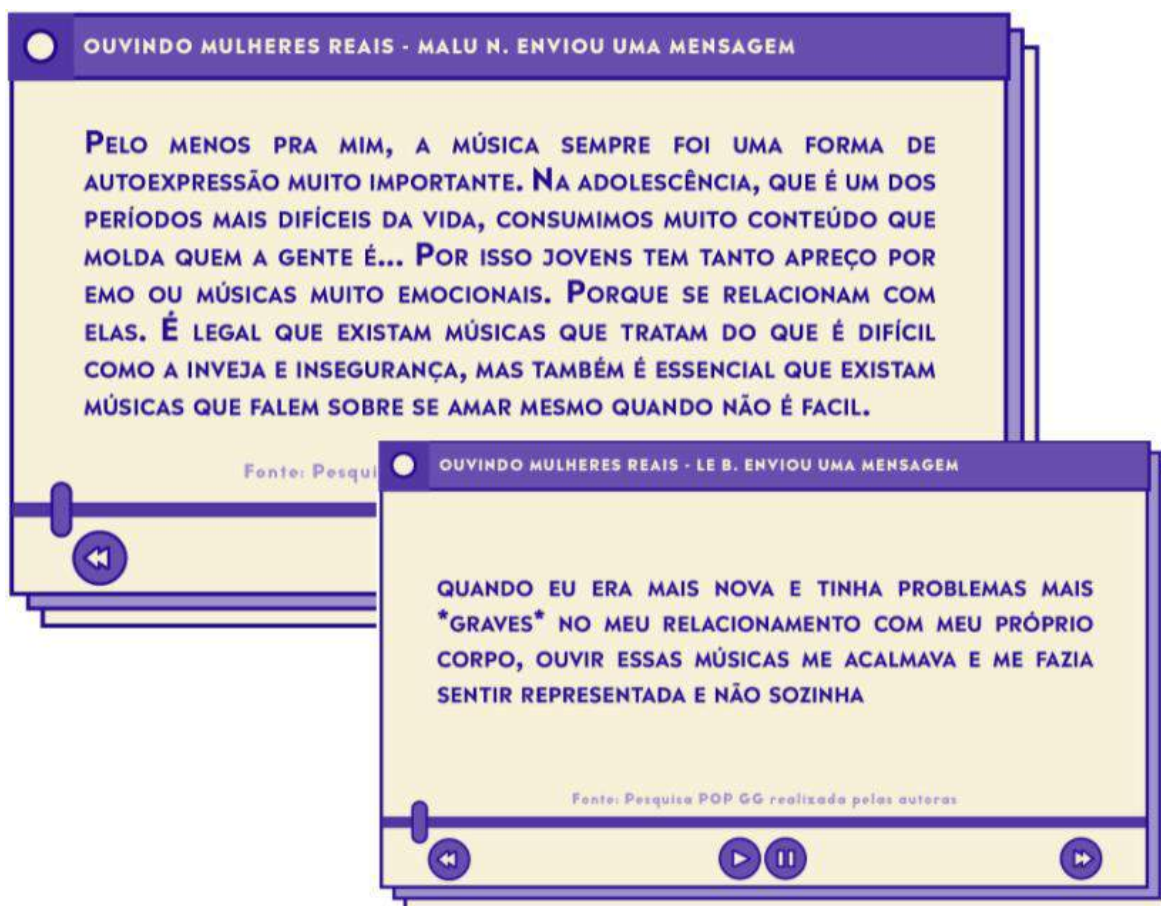 OUVINDO MULHERES REAIS - MALU N. ENVIOU UMA MENSAGEM
PELO MENOS PRA MIM, A MÚSICA SEMPRE FOI UMA FORMA DE
AUTOEXPRESSÃO MUITO IMPORTANTE. NA ADOLESCÊNCIA, QUE É UM DOS
PERÍODOS MAIS DIFÍCEIS DA VIDA, CONSUMIMOS MUITO CONTEÚDO QUE
MOLDA QUEM A GENTE É... POR ISSO JOVENS TEM TANTO APREÇO POR
EMO OU MÚSICAS MUITO EMOCIONAIS. PORQUE SE RELACIONAM COM
ELAS. É LEGAL QUE EXISTAM MÚSICAS QUE TRATAM DO QUE É DIFÍCIL
COMO A INVEJA E INSEGURANÇA, MAS TAMBÉM É ESSENCIAL QUE EXISTAM
MÚSICAS QUE FALEM SOBRE SE AMAR MESMO QUANDO NÃO É FACIL.
Fonte:
OUVINDO MULHERES REAIS - LE B. ENVIOU UMA MENSAGEM
QUANDO EU ERA MAIS NOVA E TINHA PROBLEMAS MAIS
*GRAVES* NO MEU RELACIONAMENTO COM MEU PRÓPRIO
CORPO, OUVIR ESSAS MÚSICAS ME ACALMAVA E ME FAZIA
SENTIR REPRESENTADA E NÃO SOZINHA
Fonte: Pesquisa POP GG realizada pelas autoras